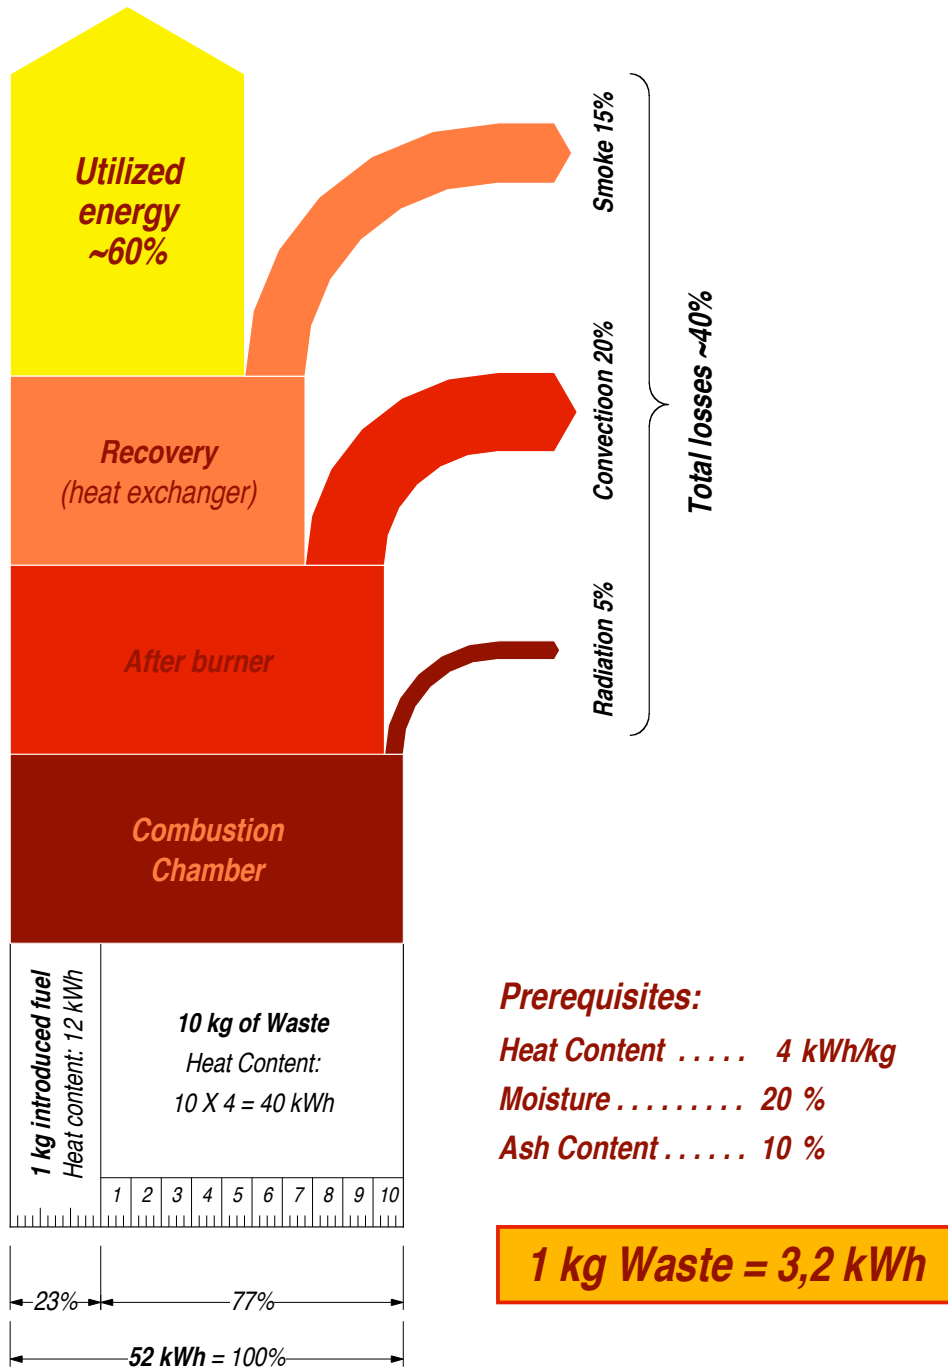 Utilized
energy
~60%
Smoke 15%
Recovery
(heat exchanger)
Convectioon 20%
Total losses ~40%
After burner
Radiation 5%
Combustion
Chamber
1 kg introduced fuel
Heat content: 12 kWh
10 kg of Waste
Heat Content:
10 X 4 = 40 kWh
1 2 3 4 5 6 7 8 9 10
23% 77%
52 kWh = 100%
Prerequisites:
Heat Content ..... 4 kWh/kg
Moisture ......... 20 %
Ash Content ...... 10 %
1 kg Waste = 3,2 kWh